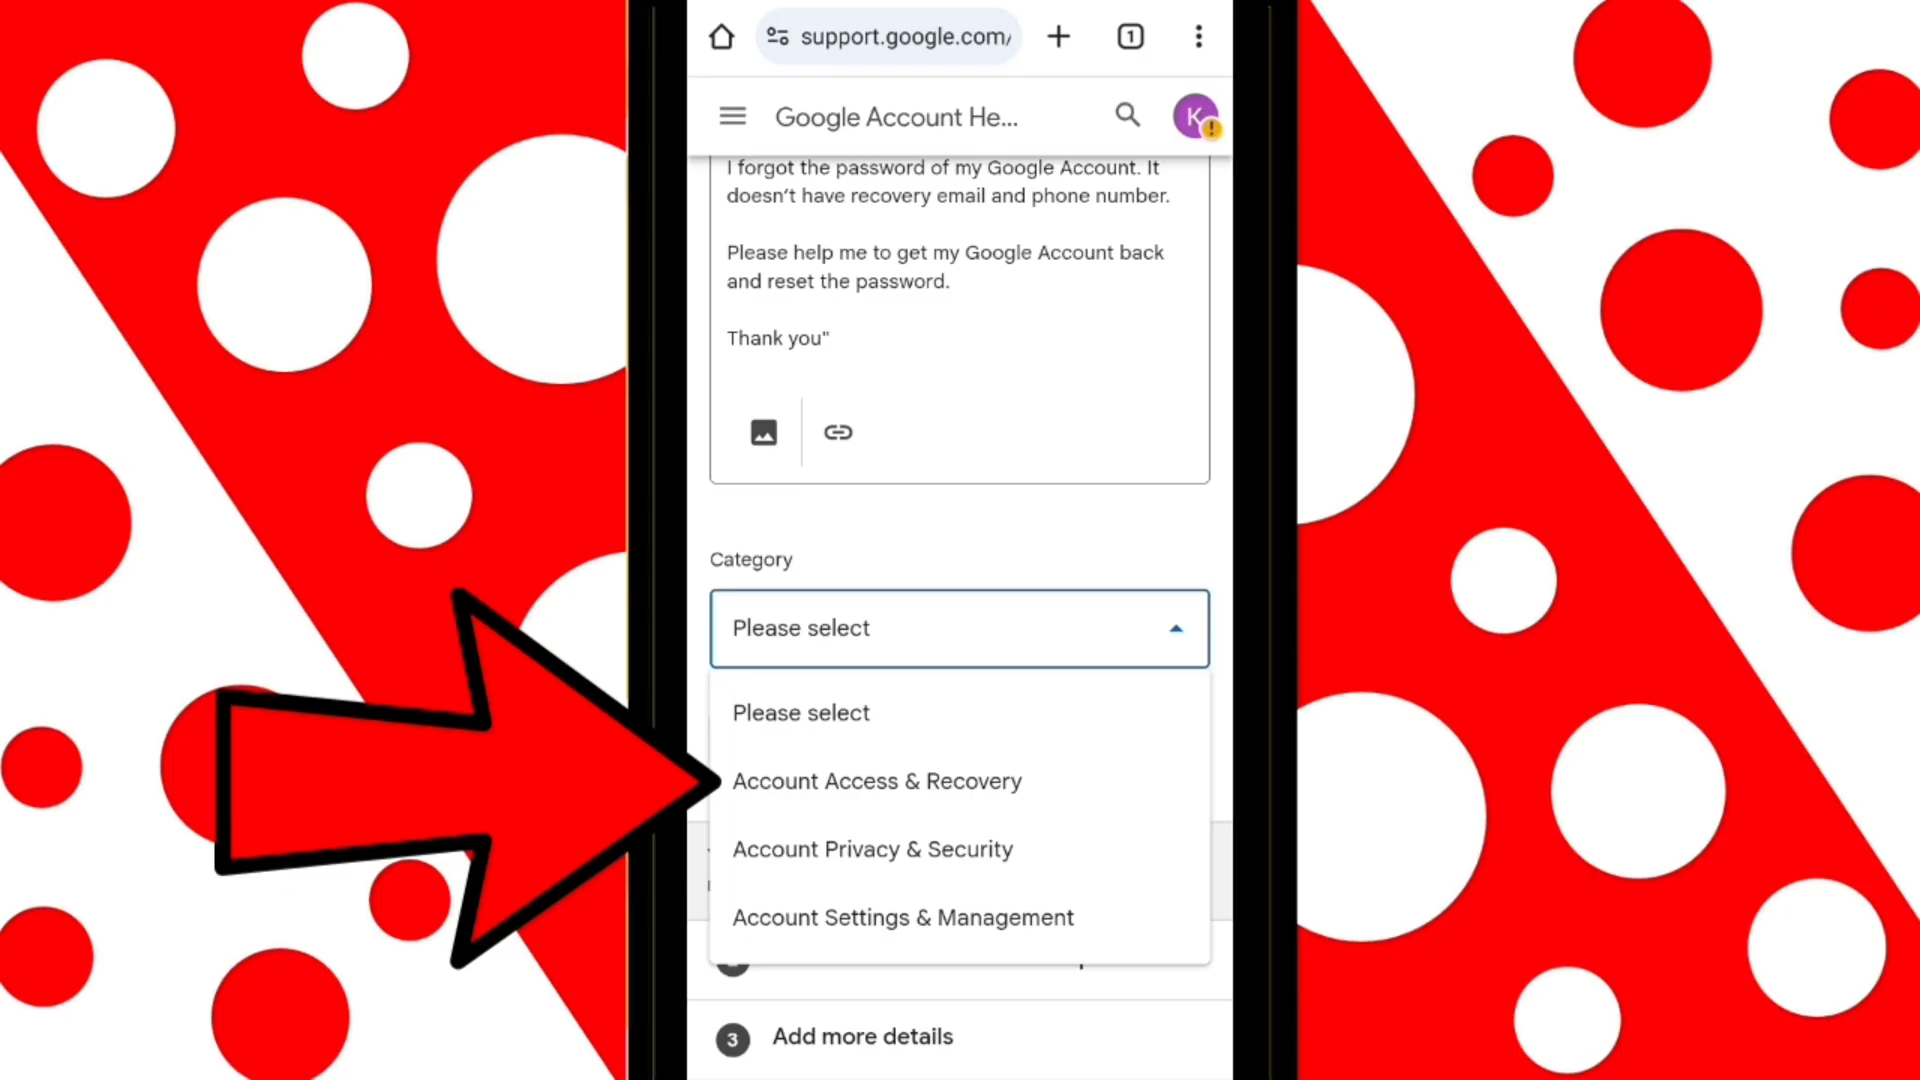 support.google.com/
1
Google Account He...
K
!
I forgot the password of my Google Account. It
doesn't have recovery email and phone number.
Please help me to get my Google Account back
and reset the password.
Thank you"
Category
Please select
Please select
Account Access & Recovery
Account Privacy & Security
Account Settings & Management
3 Add more details